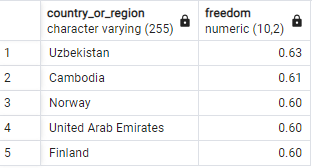 country_or_region freedom
character varying (255) numeric (10,2)
1 Uzbekistan 0.63
2 Cambodia 0.61
3 Norway 0.60
4 United Arab Emirates 0.60
5 Finland 0.60